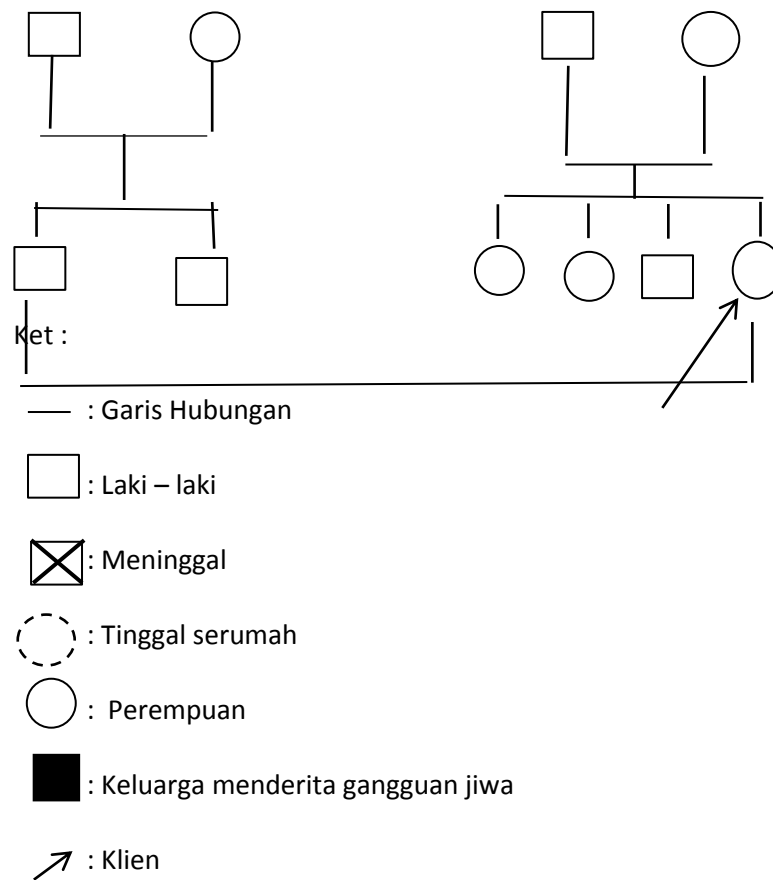 Ket :
: Garis Hubungan
: Laki – laki
: Meninggal
: Tinggal serumah
: Perempuan
: Keluarga menderita gangguan jiwa
: Klien